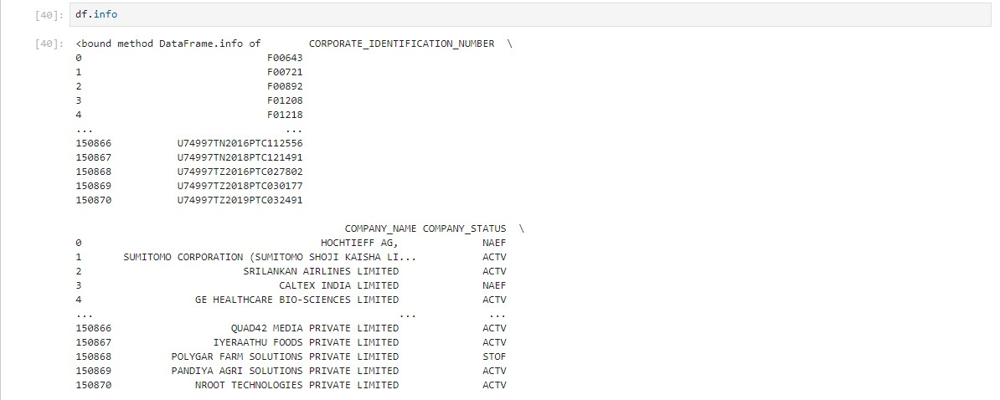 [40]: df.info
[40]: <bound method DataFrame.info of        CORPORATE_IDENTIFICATION_NUMBER  \
0                               F00643
1                               F00721
2                               F00892
3                               F01208
4                               F01218
...                                ...
150866           U74997TN2016PTC112556
150867           U74997TN2018PTC121491
150868           U74997TZ2016PTC027802
150869           U74997TZ2018PTC030177
150870           U74997TZ2019PTC032491
COMPANY_NAME COMPANY_STATUS  \
0                                        HOCHTIEFF AG,              NAEF
1       SUMITOMO CORPORATION (SUMITOMO SHOJI KAISHA LI...           ACTV
2                           SRILANKAN AIRLINES LIMITED              ACTV
3                                 CALTEX INDIA LIMITED              NAEF
4                   GE HEALTHCARE BIO-SCIENCES LIMITED              ACTV
...                                                   ...            ...
150866                    QUAD42 MEDIA PRIVATE LIMITED              ACTV
150867                 IYERAATHU FOODS PRIVATE LIMITED              ACTV
150868          POLYGAR FARM SOLUTIONS PRIVATE LIMITED              STOF
150869          PANDIYA AGRI SOLUTIONS PRIVATE LIMITED              ACTV
150870              NROOT TECHNOLOGIES PRIVATE LIMITED              ACTV